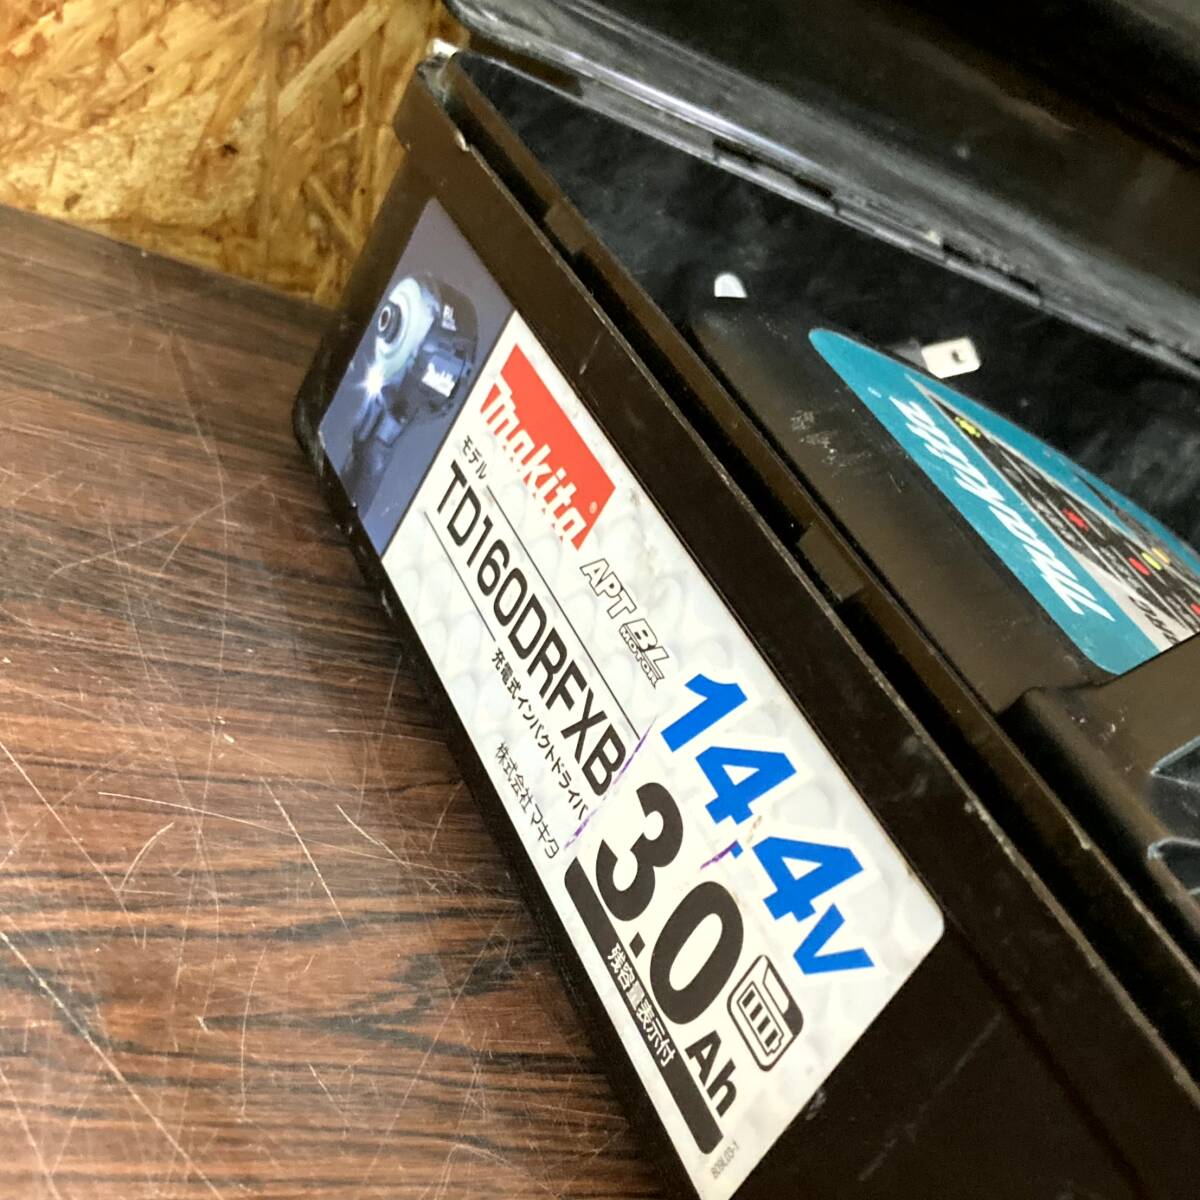 makita
APT BL
MOTOR
モデル
TD160DRFXB
充電式インパクトドライバ
株式会社マキタ
14.4V
3.0Ah
残容量表示付
makita
BL
makita